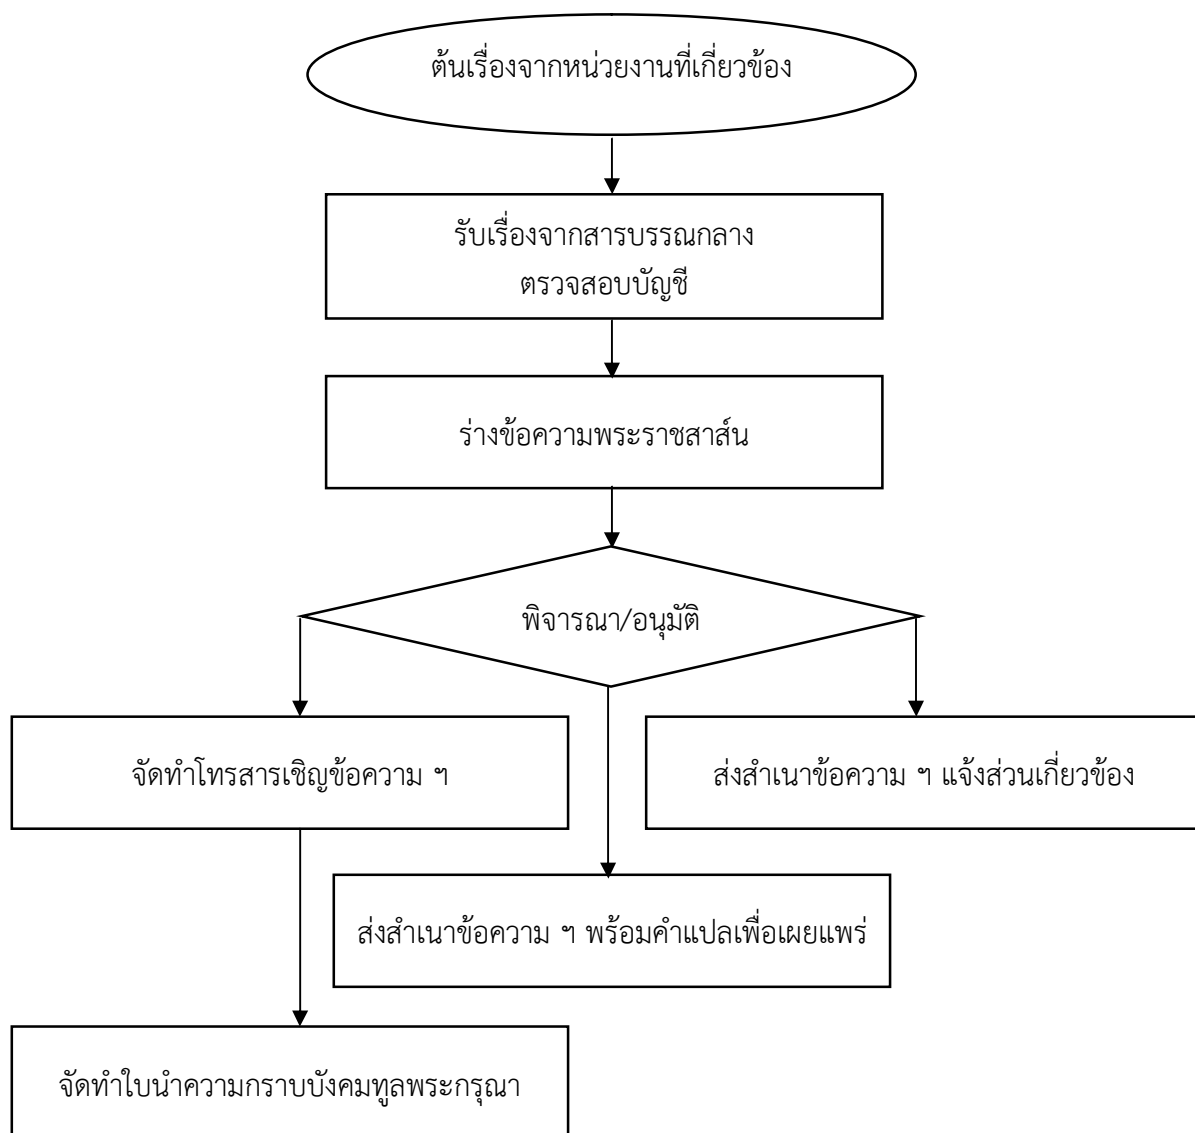 ต้นเรื่องจากหน่วยงานที่เกี่ยวข้อง
รับเรื่องจากสารบรรณกลาง
ตรวจสอบบัญชี
ร่างข้อความพระราชสาส์น
พิจารณา/อนุมัติ
จัดทำโทรสารเชิญข้อความ ฯ
ส่งสำเนาข้อความ ฯ แจ้งส่วนเกี่ยวข้อง
ส่งสำเนาข้อความ ฯ พร้อมคำแปลเพื่อเผยแพร่
จัดทำใบนำความกราบบังคมทูลพระกรุณา